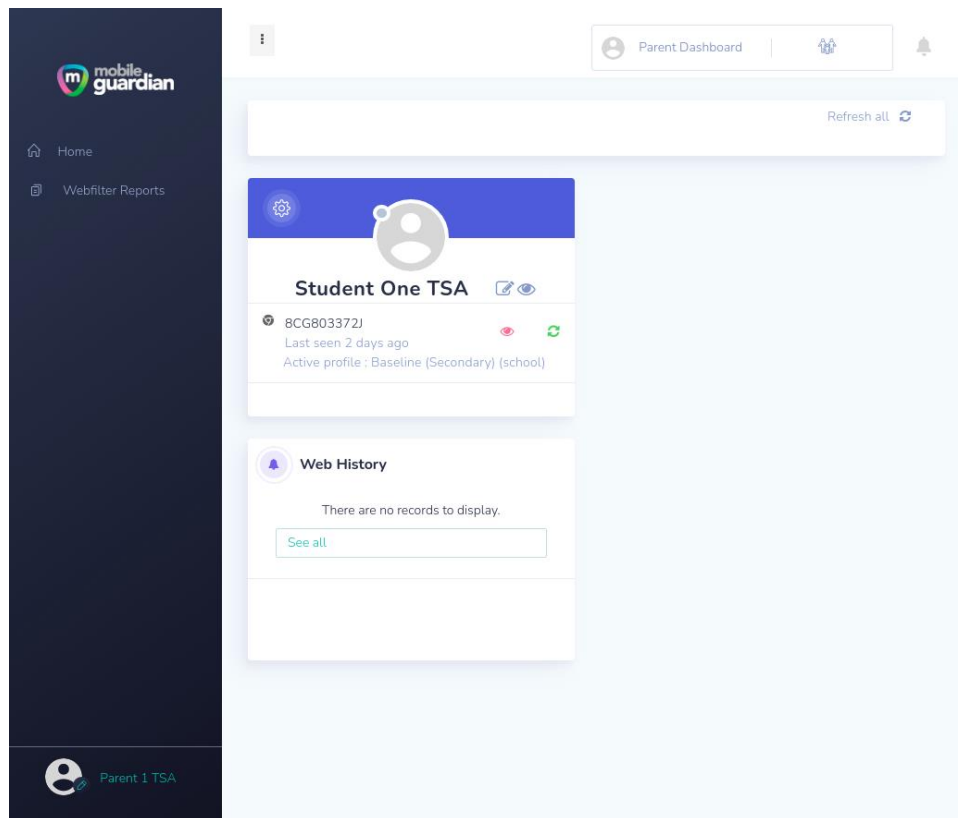 mobile
guardian
Home
Webfilter Reports
Parent 1 TSA
Parent Dashboard
Refresh all
Student One TSA
8CG803372J
Last seen 2 days ago
Active profile : Baseline (Secondary) (school)
Web History
There are no records to display.
See all